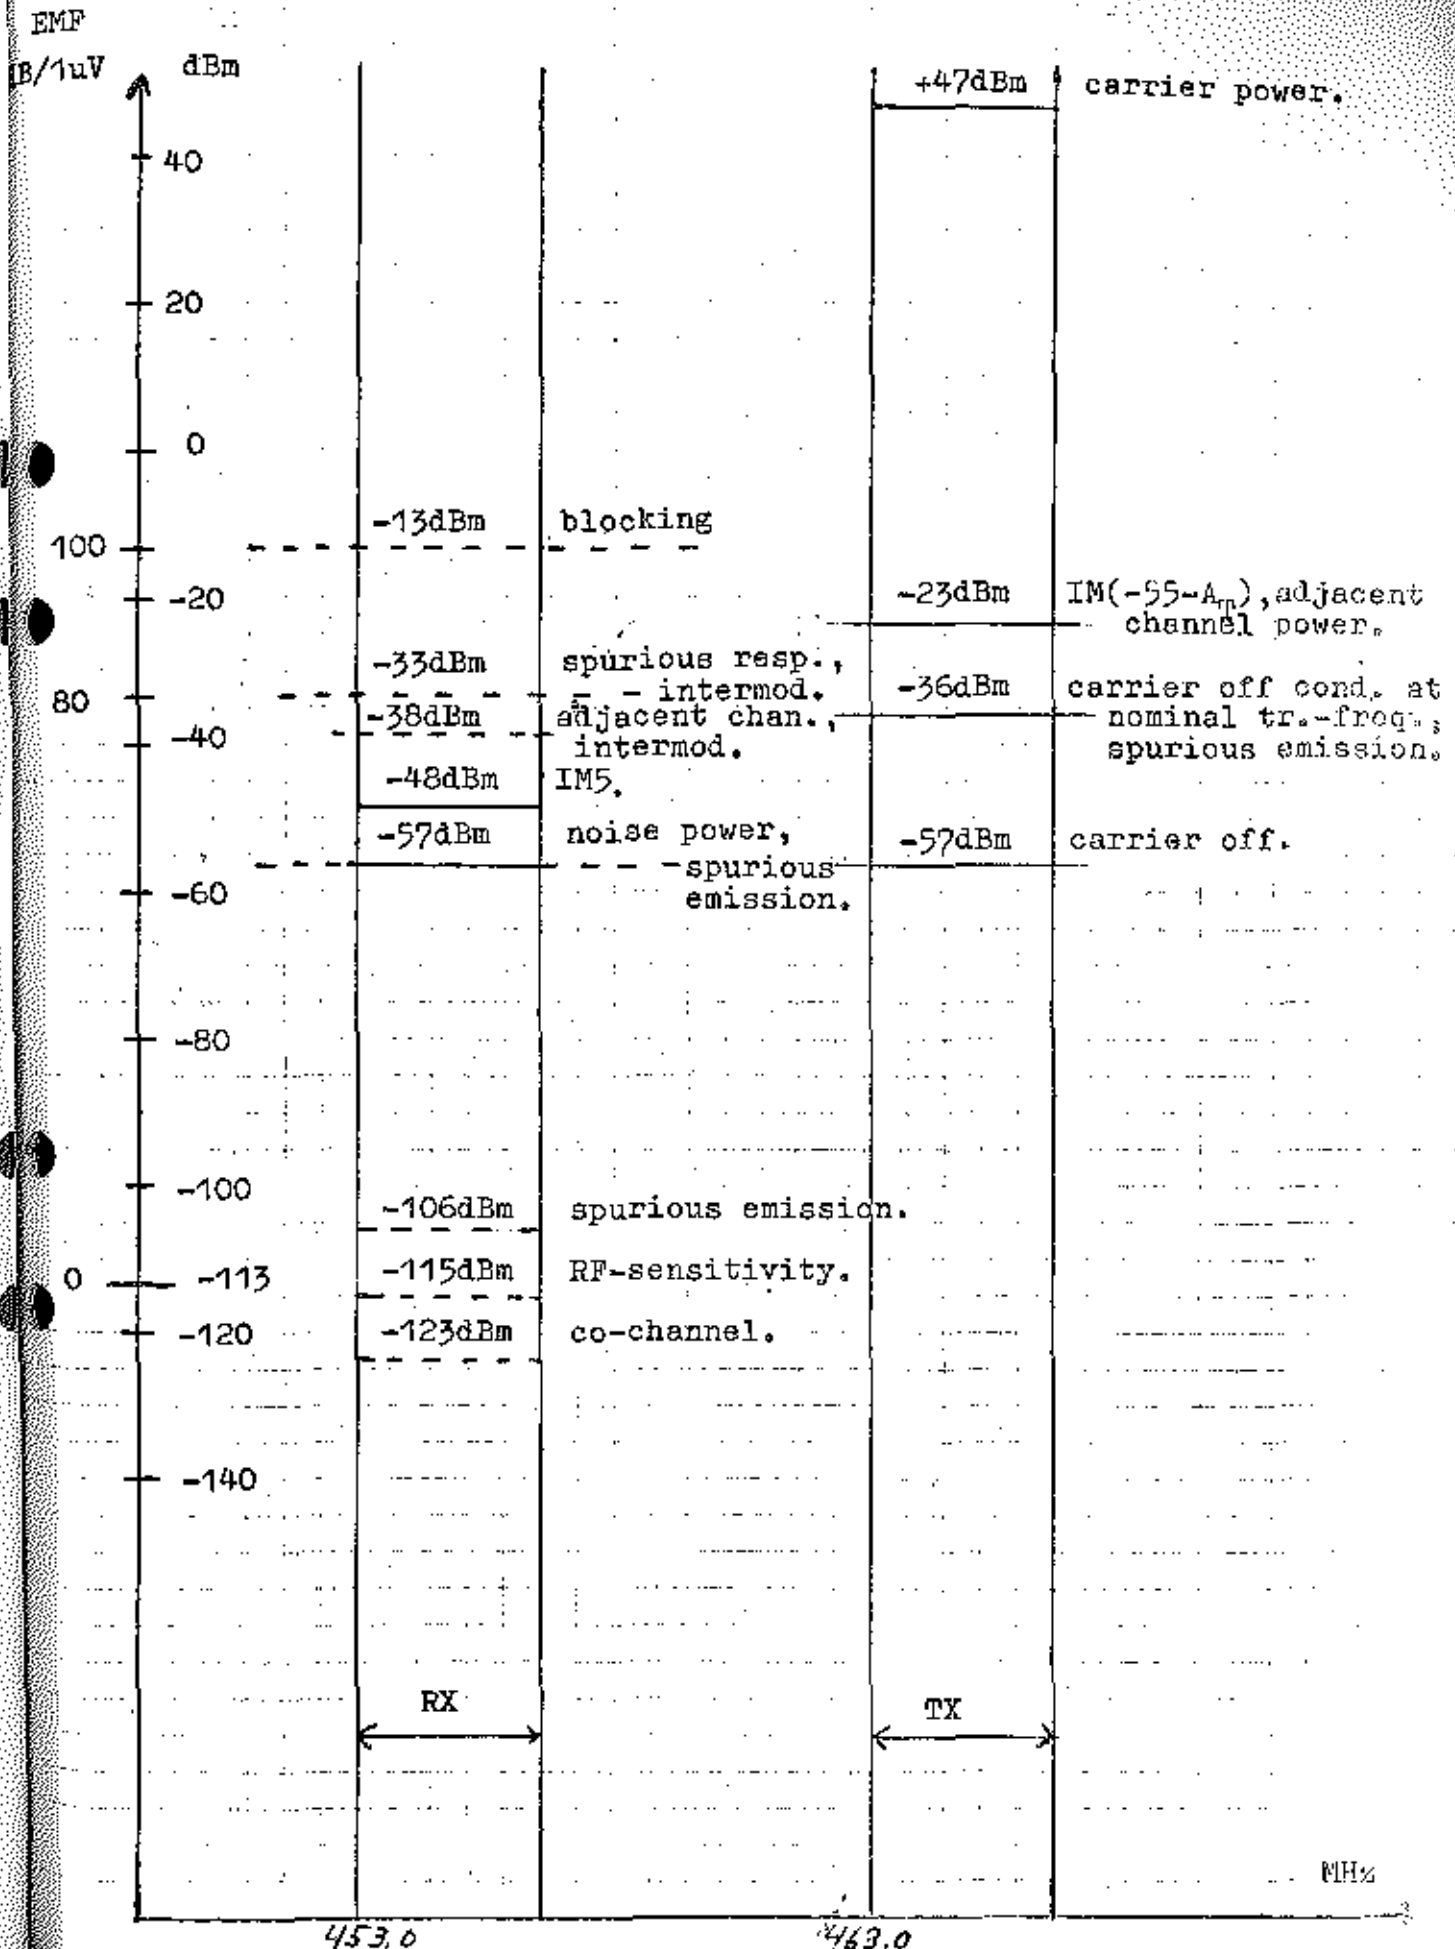 EMF
B/1uV
dBm
+47dBm carrier power.
40
20
0
-13dBm blocking
100
-20
-23dBm IM(-55-A_T), adjacent
channel power.
-33dBm spurious resp.,
intermod.
80
-36dBm carrier off cond. at
nominal tr.-freq.,
spurious emission.
-38dBm adjacent chan.,
intermod.
-40
-48dBm IM5.
-57dBm noise power,
spurious
emission.
-57dBm carrier off.
-60
-80
-100
-106dBm spurious emission.
0 -113
-115dBm RF-sensitivity.
-120
-123dBm co-channel.
-140
RX
TX
MHz
453,0
463.0